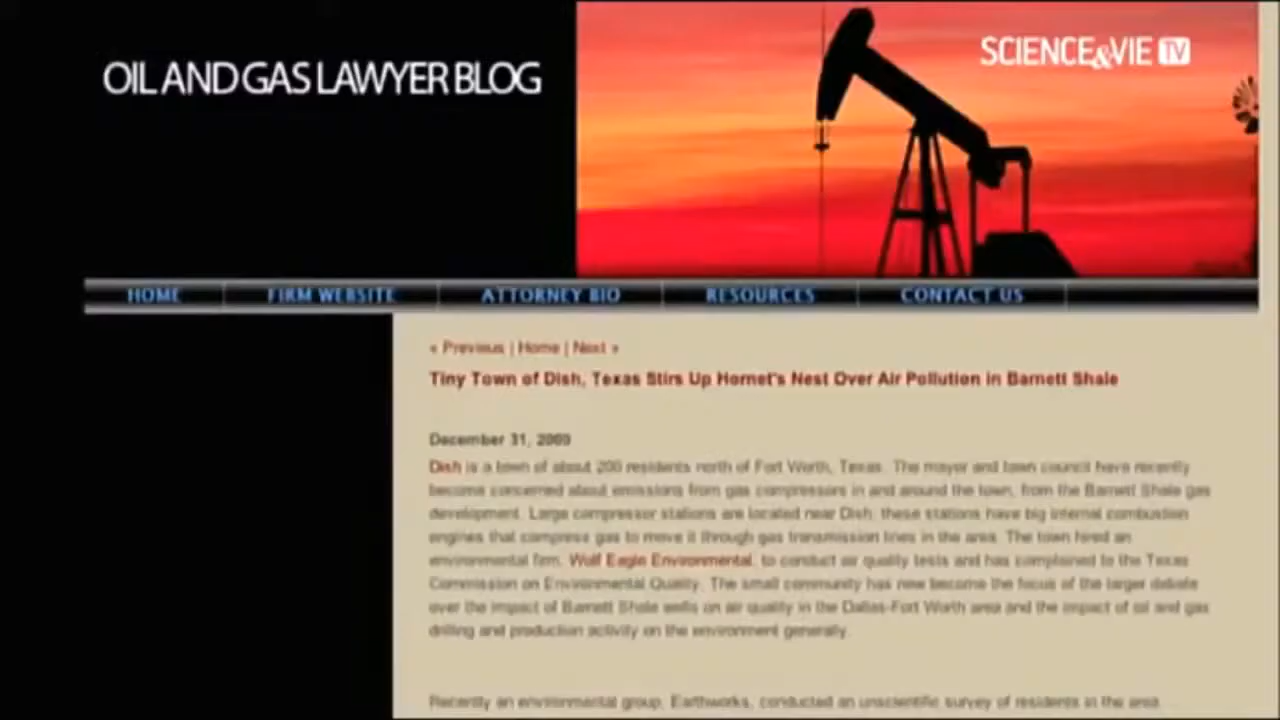 SCIENCE&VIE TV
OIL AND GAS LAWYER BLOG
HOME
FIRM WEBSITE
ATTORNEY BIO
RESOURCES
CONTACT US
« Previous | Home | Next »
Tiny Town of Dish, Texas Stirs Up Hornet's Nest Over Air Pollution in Barnett Shale
December 31, 2009
Dish is a town of about 200 residents north of Fort Worth, Texas. The mayor and town council have recently
become concerned about emissions from gas compressors in and around the town, from the Barnett Shale gas
development. Large compressor stations are located near Dish; these stations have big internal combustion
engines that compress gas to move it through gas transmission lines in the area. The town hired an
environmental firm, Wolf Eagle Environmental, to conduct air quality tests and has complained to the Texas
Commission on Environmental Quality. The small community has now become the focus of the larger debate
over the impact of Barnett Shale wells on air quality in the Dallas-Fort Worth area and the impact of oil and gas
drilling and production activity on the environment generally.
Recently an environmental group, Earthworks, conducted an unscientific survey of residents in the area